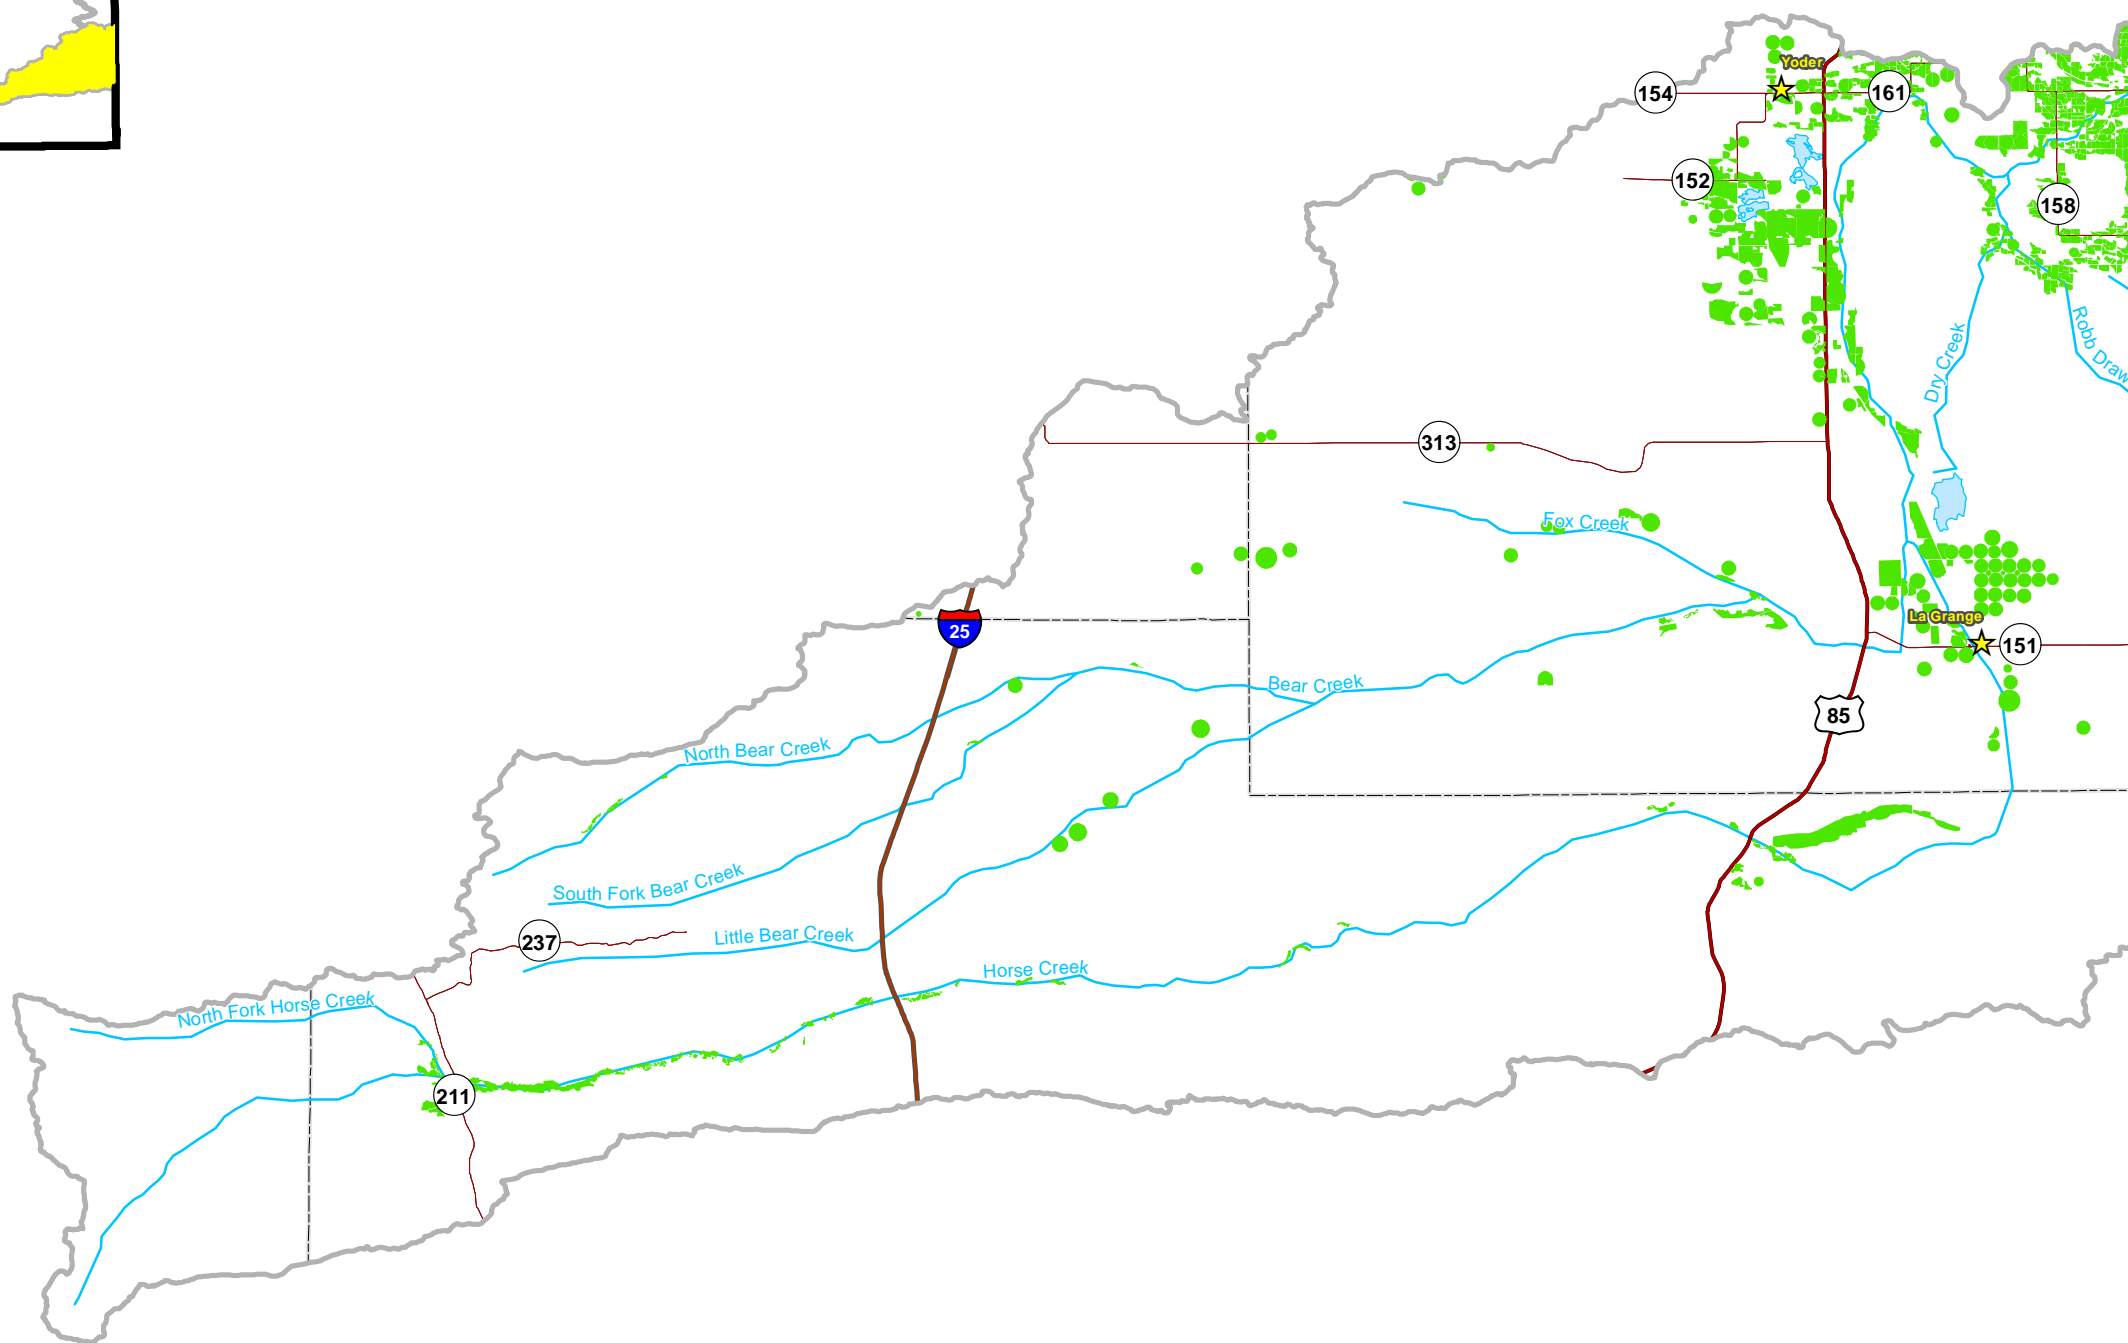 Yoder
154
161
152
158
Robb Draw
Dry Creek
313
Fox Creek
La Grange
25
151
Bear Creek
85
North Bear Creek
South Fork Bear Creek
237
Little Bear Creek
Horse Creek
North Fork Horse Creek
211